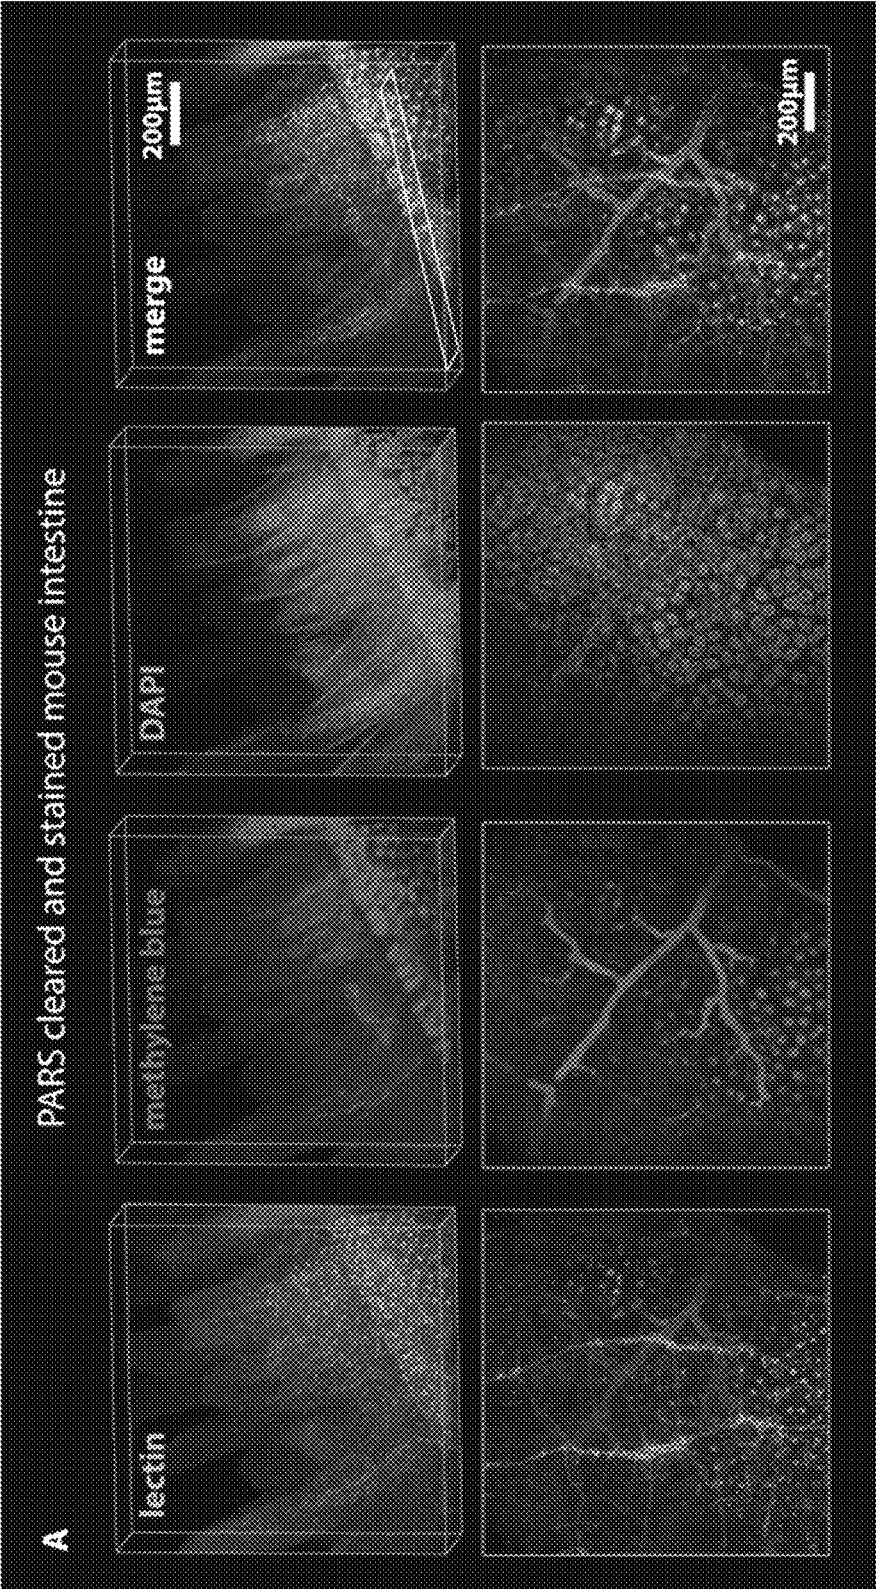 A
PARS cleared and stained mouse intestine
lectin
methylene blue
DAPI
merge
200μm
200μm